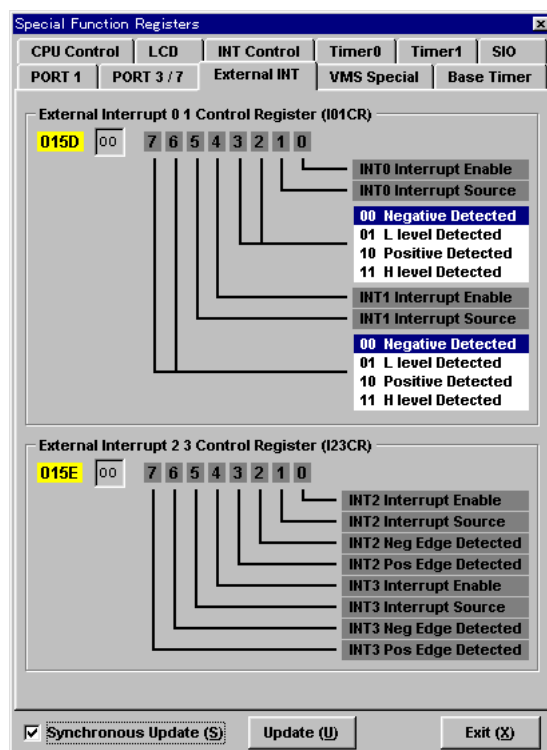 Special Function Registers
CPU Control LCD INT Control Timer0 Timer1 SIO
PORT 1 PORT 3 / 7 External INT VMS Special Base Timer
External Interrupt 0 1 Control Register (I01CR)
015D 00 7 6 5 4 3 2 1 0
INT0 Interrupt Enable
INT0 Interrupt Source
00 Negative Detected
01 L level Detected
10 Positive Detected
11 H level Detected
INT1 Interrupt Enable
INT1 Interrupt Source
00 Negative Detected
01 L level Detected
10 Positive Detected
11 H level Detected
External Interrupt 2 3 Control Register (I23CR)
015E 00 7 6 5 4 3 2 1 0
INT2 Interrupt Enable
INT2 Interrupt Source
INT2 Neg Edge Detected
INT2 Pos Edge Detected
INT3 Interrupt Enable
INT3 Interrupt Source
INT3 Neg Edge Detected
INT3 Pos Edge Detected
Synchronous Update (S) Update (U) Exit (X)